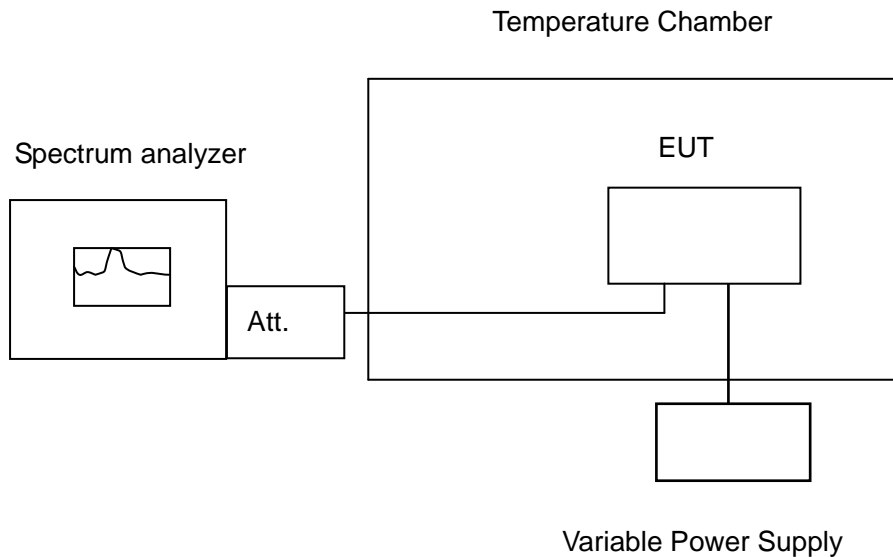 Temperature Chamber
Spectrum analyzer
EUT
Att.
Variable Power Supply